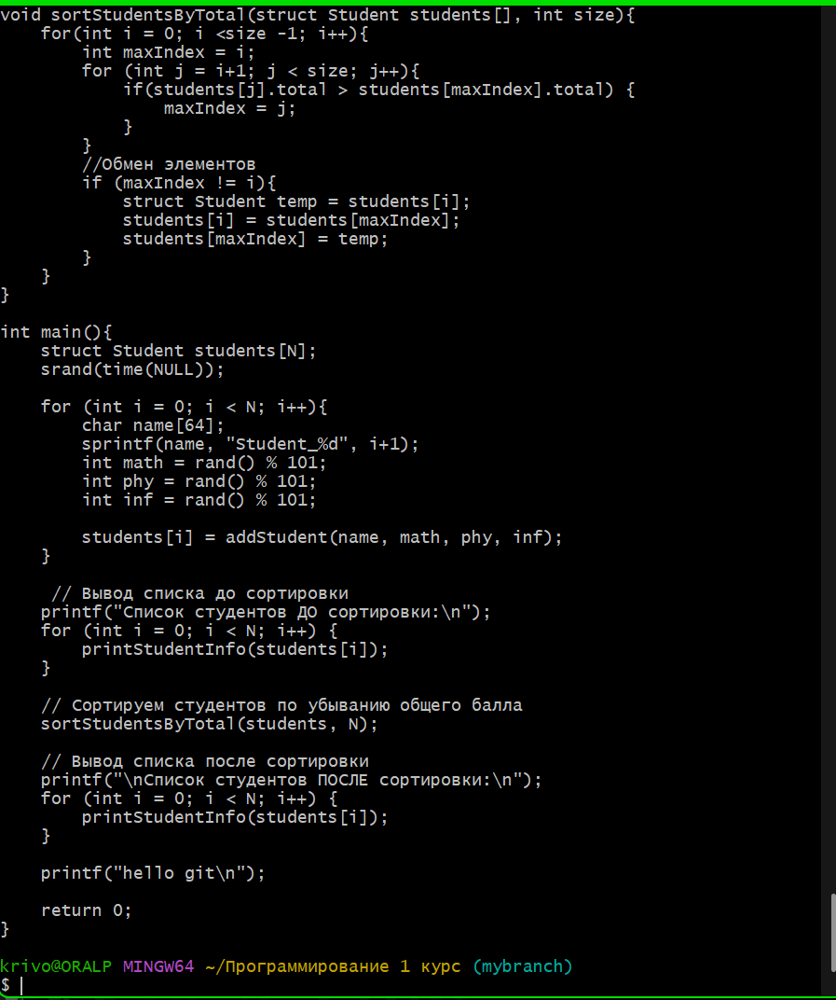 void sortStudentsByTotal(struct Student students[], int size){
    for(int i = 0; i <size -1; i++){
        int maxIndex = i;
        for (int j = i+1; j < size; j++){
            if(students[j].total > students[maxIndex].total) {
                maxIndex = j;
            }
        }
        //Обмен элементов
        if (maxIndex != i){
            struct Student temp = students[i];
            students[i] = students[maxIndex];
            students[maxIndex] = temp;
        }
    }
}

int main(){
    struct Student students[N];
    srand(time(NULL));

    for (int i = 0; i < N; i++){
        char name[64];
        sprintf(name, "Student_%d", i+1);
        int math = rand() % 101;
        int phy = rand() % 101;
        int inf = rand() % 101;

        students[i] = addStudent(name, math, phy, inf);
    }

     // Вывод списка до сортировки
    printf("Список студентов ДО сортировки:\n");
    for (int i = 0; i < N; i++) {
        printStudentInfo(students[i]);
    }

    // Сортируем студентов по убыванию общего балла
    sortStudentsByTotal(students, N);

    // Вывод списка после сортировки
    printf("\nСписок студентов ПОСЛЕ сортировки:\n");
    for (int i = 0; i < N; i++) {
        printStudentInfo(students[i]);
    }

    printf("hello git\n");

    return 0;
}

krivo@ORALP MINGW64 ~/Программирование 1 курс (mybranch)
$